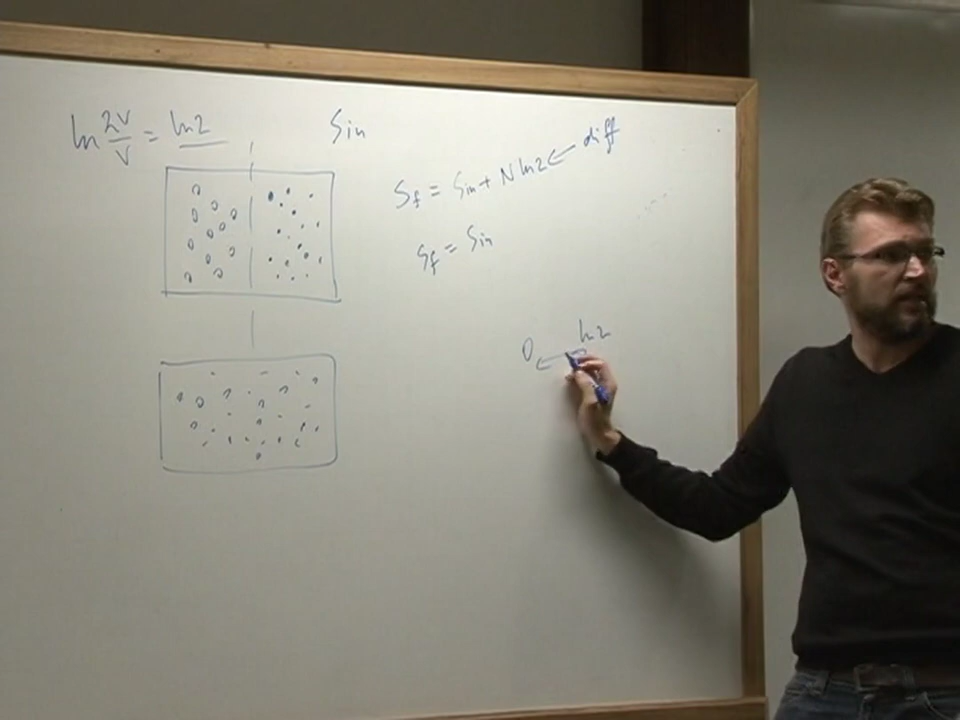 ln 2V/V = ln2
Sin
Sf = Sin + N ln2 ← diff
Sf = Sin
0 ← ln2